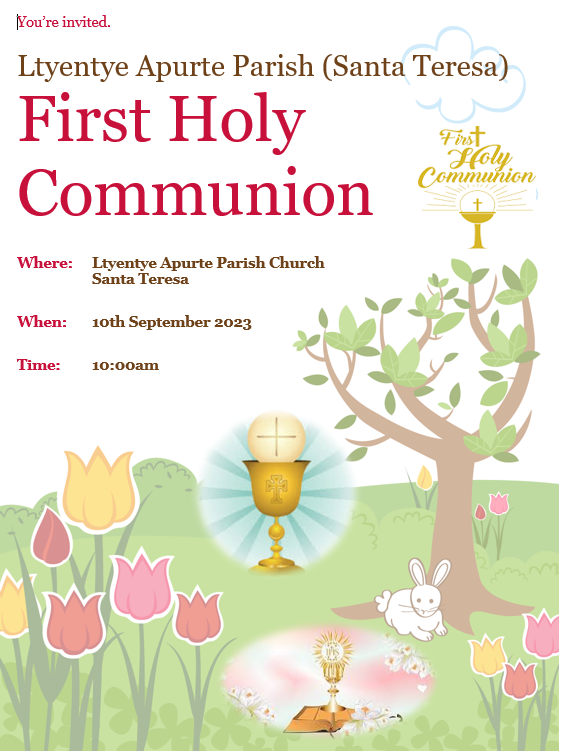 You're invited.
Ltyentye Apurte Parish (Santa Teresa)
First Holy
Communion
First
Holy
Communion
Where: Ltyentye Apurte Parish Church
Santa Teresa
When: 10th September 2023
Time: 10:00am
IHS